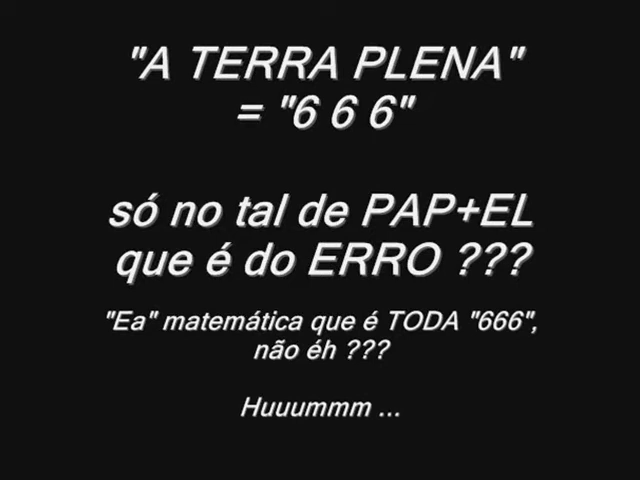 "A TERRA PLENA"
= "6 6 6"
só no tal de PAP+EL
que é do ERRO ???
"Ea" matemática que é TODA "666",
não éh ???
Huuummm ...